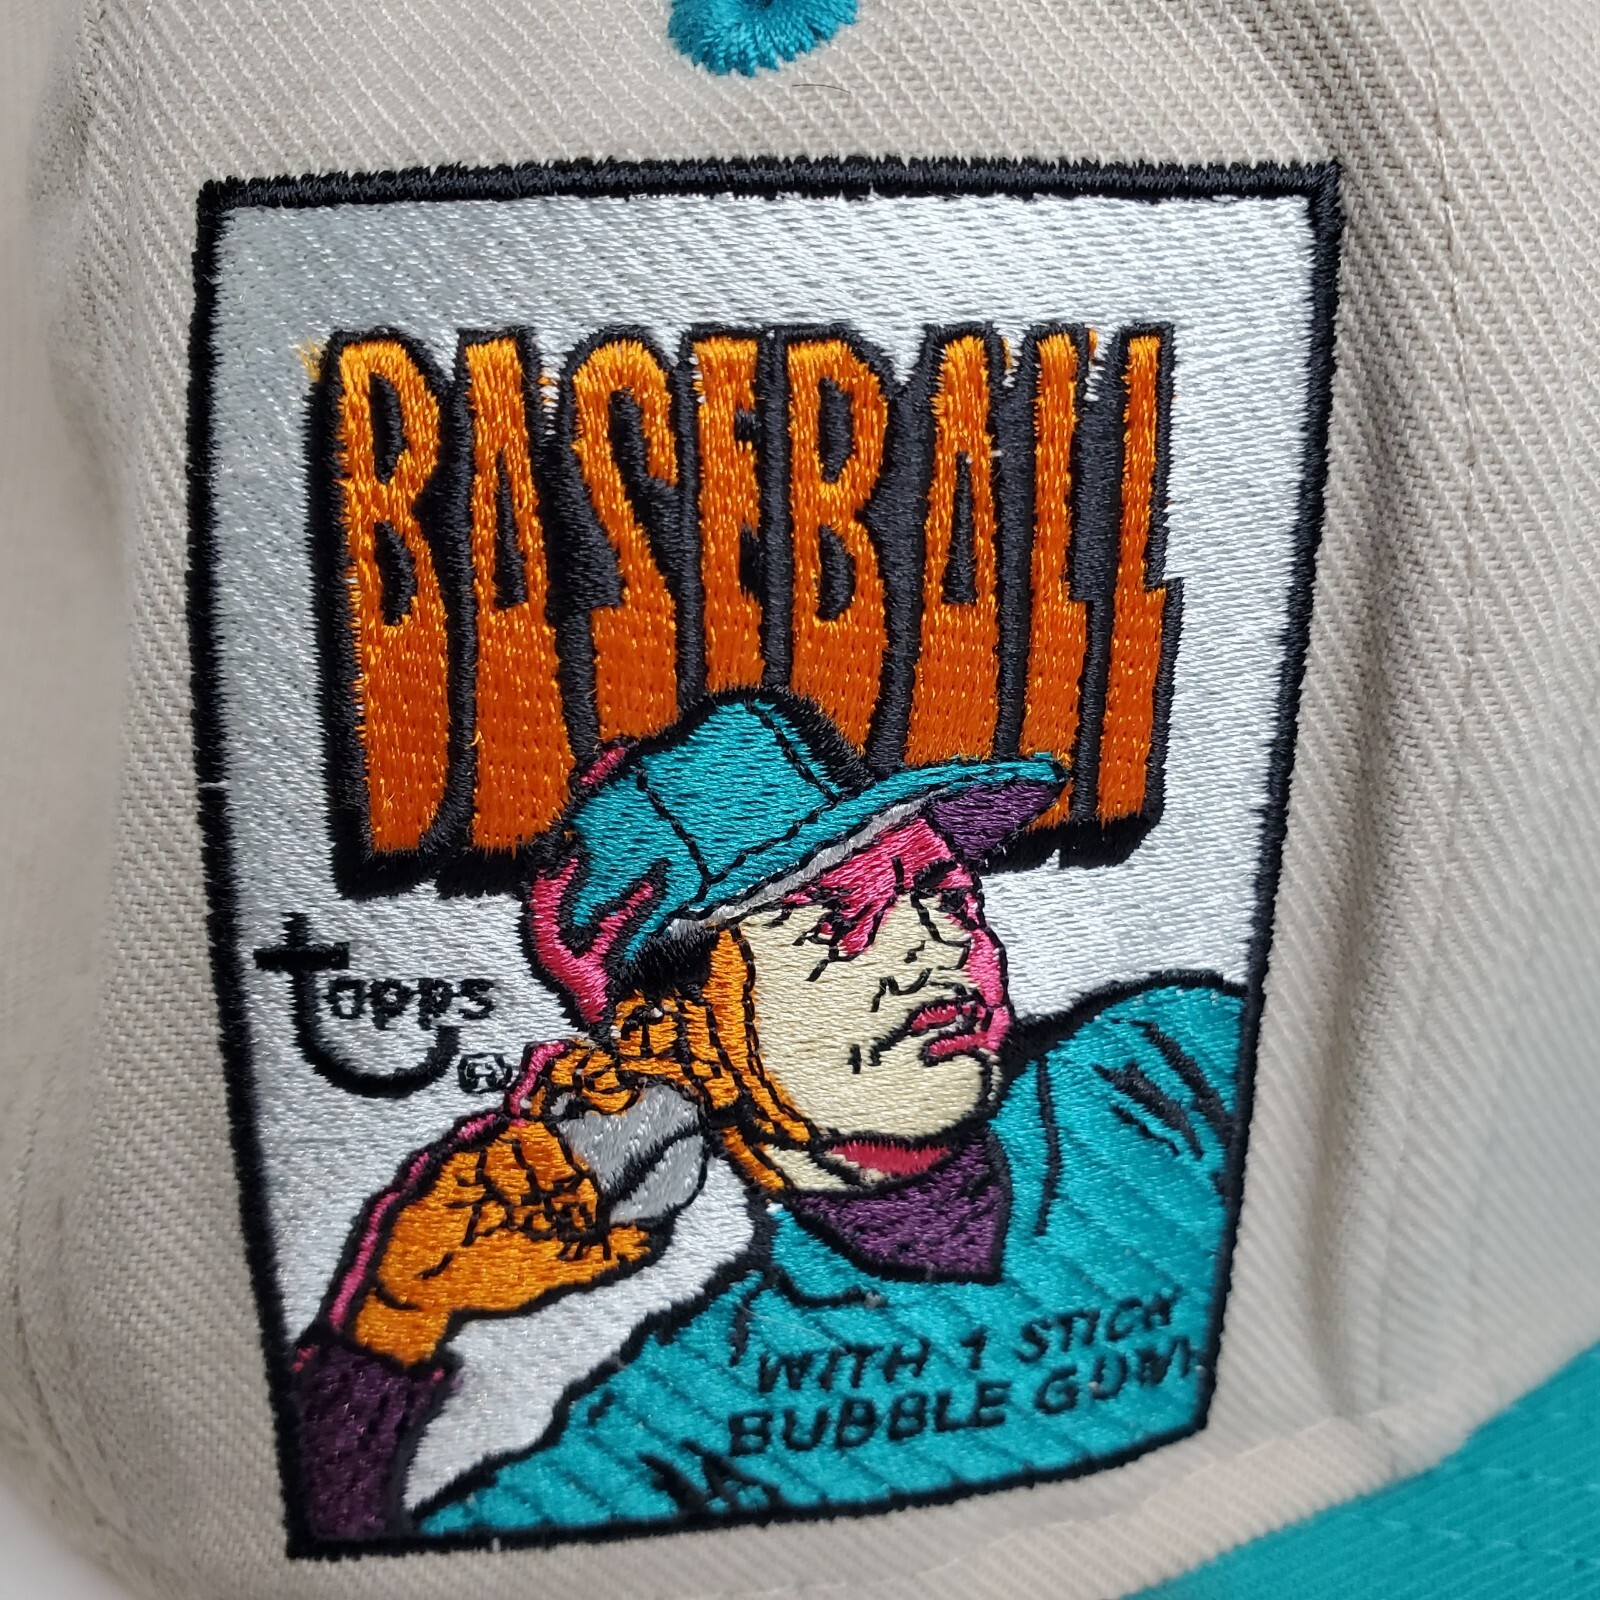 BASEBALL
topps ®
WITH 1 STICK
BUBBLE GUM